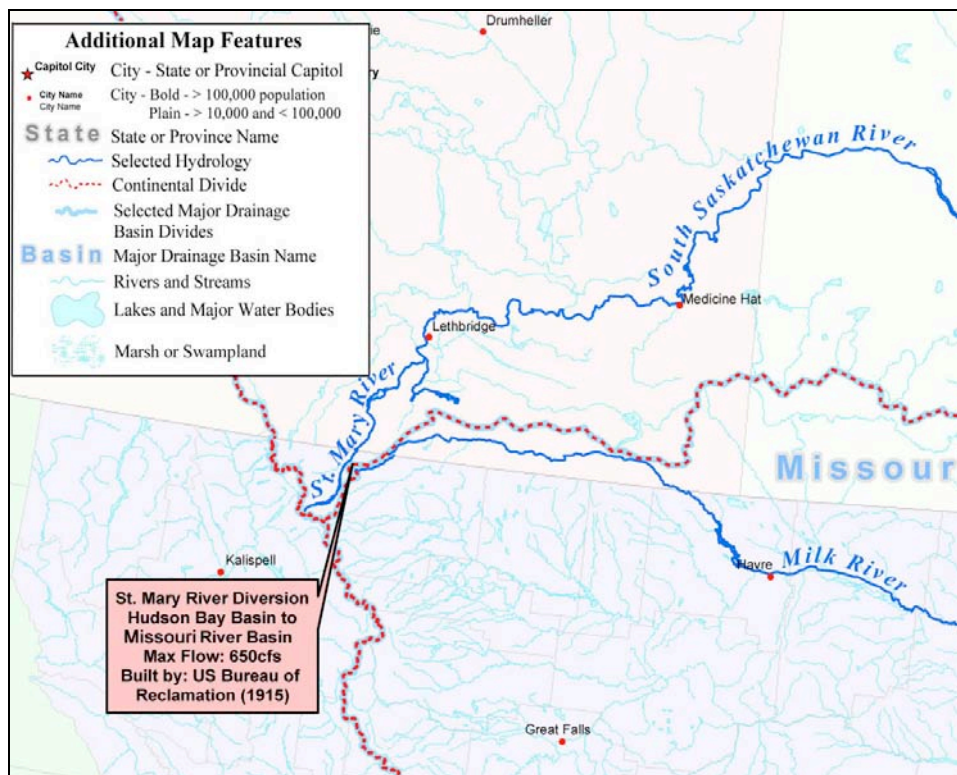 Additional Map Features
Capitol City
City - State or Provincial Capitol
City Name
City Name
City - Bold - > 100,000 population
Plain - > 10,000 and < 100,000
State
State or Province Name
Selected Hydrology
Continental Divide
Selected Major Drainage
Basin Divides
Basin
Major Drainage Basin Name
Rivers and Streams
Lakes and Major Water Bodies
Marsh or Swampland
Drumheller
South Saskatchewan River
Medicine Hat
Lethbridge
St. Mary River
Missour
Kalispell
Havre
Milk River
St. Mary River Diversion
Hudson Bay Basin to
Missouri River Basin
Max Flow: 650cfs
Built by: US Bureau of
Reclamation (1915)
Great Falls